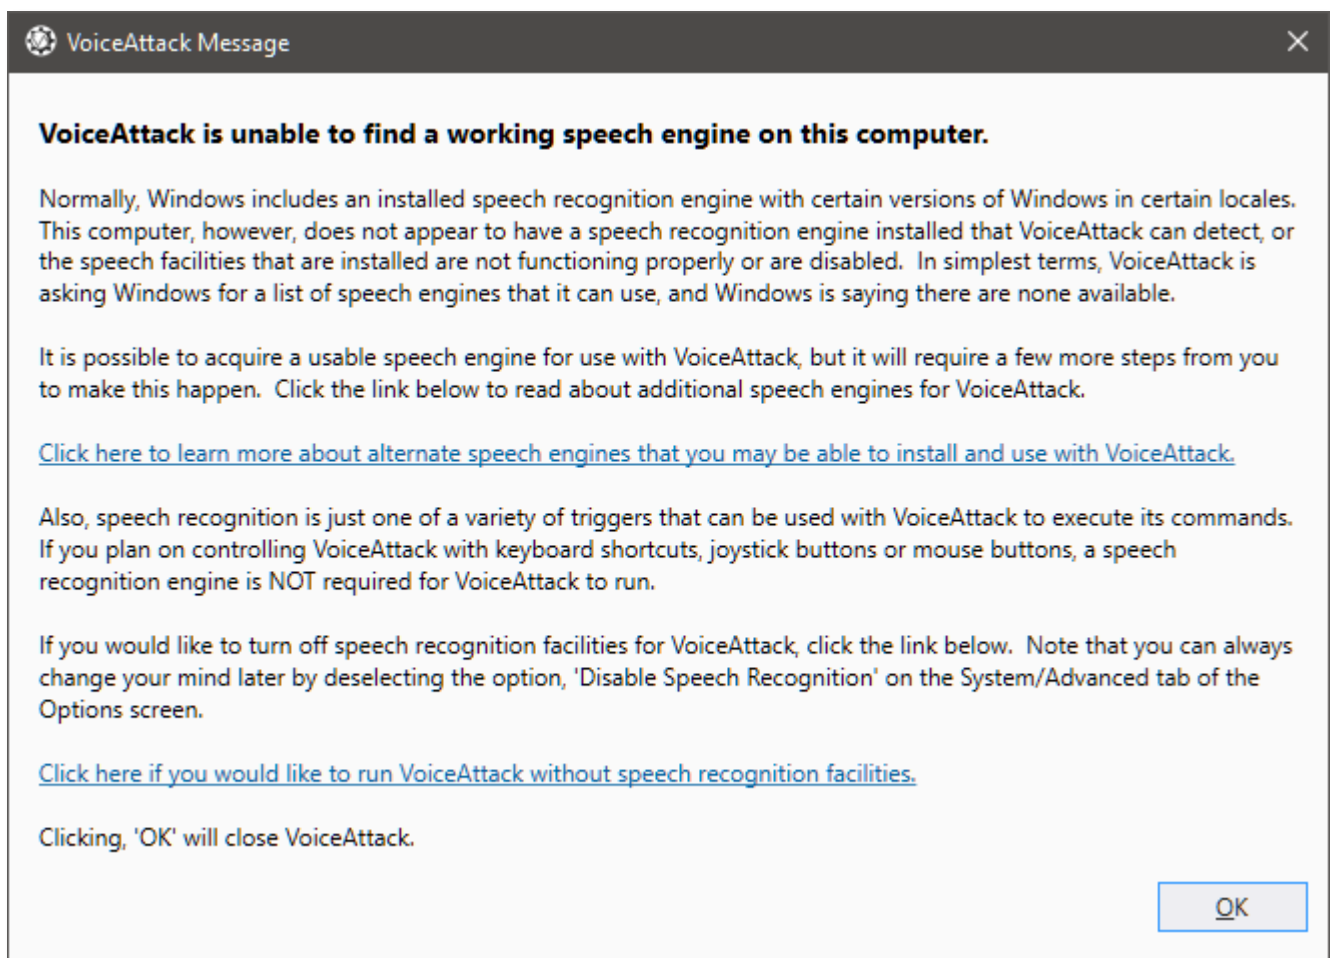 VoiceAttack Message
VoiceAttack is unable to find a working speech engine on this computer.
Normally, Windows includes an installed speech recognition engine with certain versions of Windows in certain locales.
This computer, however, does not appear to have a speech recognition engine installed that VoiceAttack can detect, or
the speech facilities that are installed are not functioning properly or are disabled.  In simplest terms, VoiceAttack is
asking Windows for a list of speech engines that it can use, and Windows is saying there are none available.
It is possible to acquire a usable speech engine for use with VoiceAttack, but it will require a few more steps from you
to make this happen.  Click the link below to read about additional speech engines for VoiceAttack.
Click here to learn more about alternate speech engines that you may be able to install and use with VoiceAttack.
Also, speech recognition is just one of a variety of triggers that can be used with VoiceAttack to execute its commands.
If you plan on controlling VoiceAttack with keyboard shortcuts, joystick buttons or mouse buttons, a speech
recognition engine is NOT required for VoiceAttack to run.
If you would like to turn off speech recognition facilities for VoiceAttack, click the link below.  Note that you can always
change your mind later by deselecting the option, 'Disable Speech Recognition' on the System/Advanced tab of the
Options screen.
Click here if you would like to run VoiceAttack without speech recognition facilities.
Clicking, 'OK' will close VoiceAttack.
OK